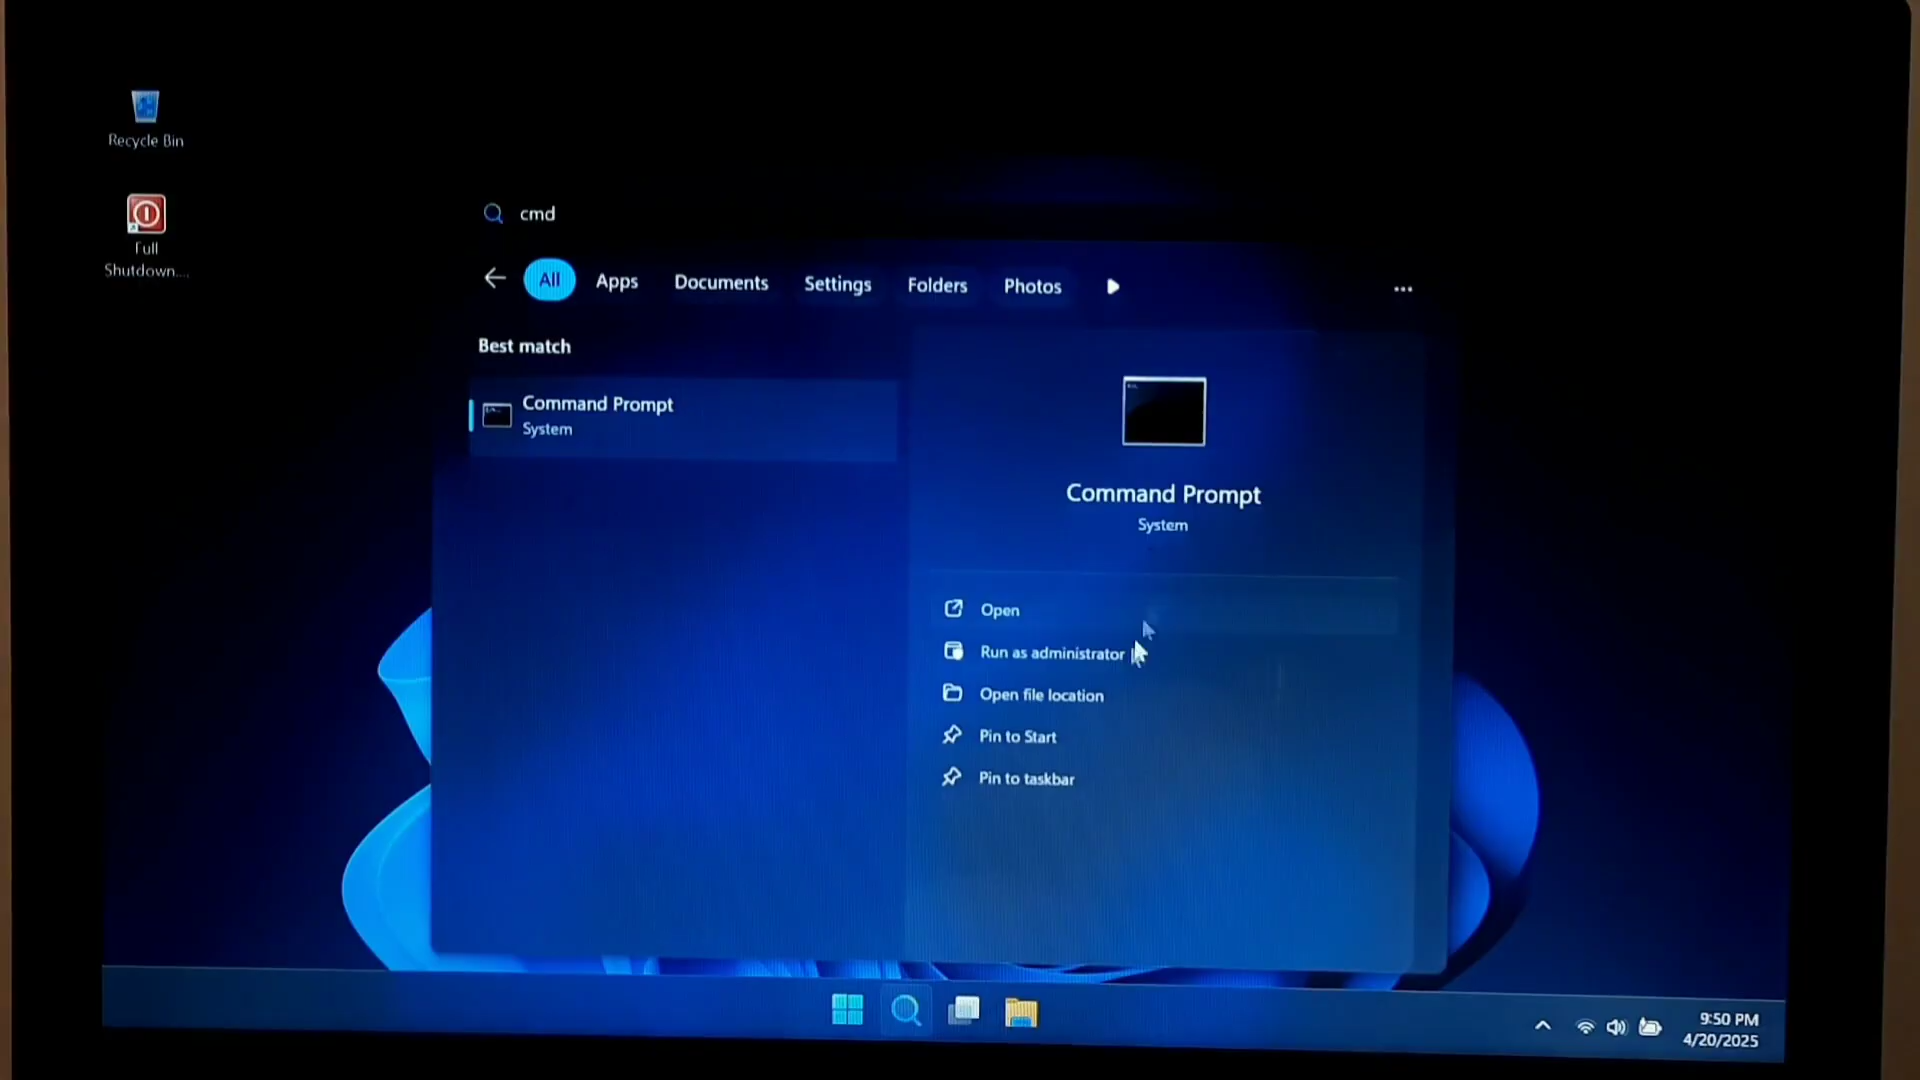 Recycle Bin
Full
Shutdown....
cmd
All Apps Documents Settings Folders Photos
Best match
Command Prompt
System
Command Prompt
System
Open
Run as administrator
Open file location
Pin to Start
Pin to taskbar
9:50 PM
4/20/2025